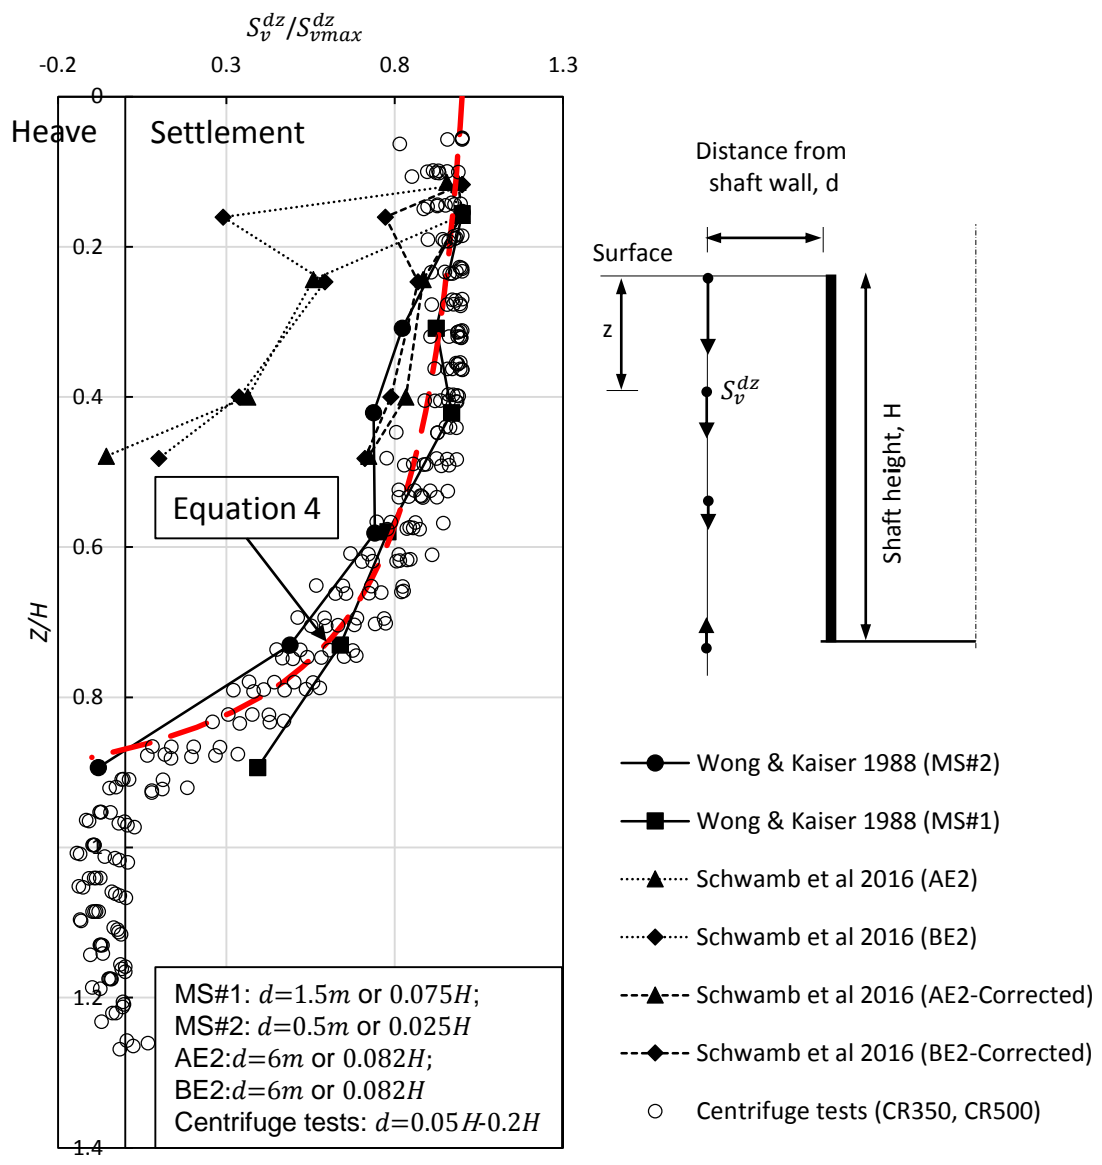 S_v^{dz}/S_{vmax}^{dz}
-0.2 0.3 0.8 1.3
0
Heave Settlement
0.2
0.4
Equation 4
0.6
z/H
0.8
1
1.2
1.4
MS#1: d=1.5m or 0.075H;
MS#2: d=0.5m or 0.025H
AE2:d=6m or 0.082H;
BE2:d=6m or 0.082H
Centrifuge tests: d=0.05H-0.2H
Distance from
shaft wall, d
Surface
z
S_v^{dz}
Shaft height, H
Wong & Kaiser 1988 (MS#2)
Wong & Kaiser 1988 (MS#1)
Schwamb et al 2016 (AE2)
Schwamb et al 2016 (BE2)
Schwamb et al 2016 (AE2-Corrected)
Schwamb et al 2016 (BE2-Corrected)
Centrifuge tests (CR350, CR500)